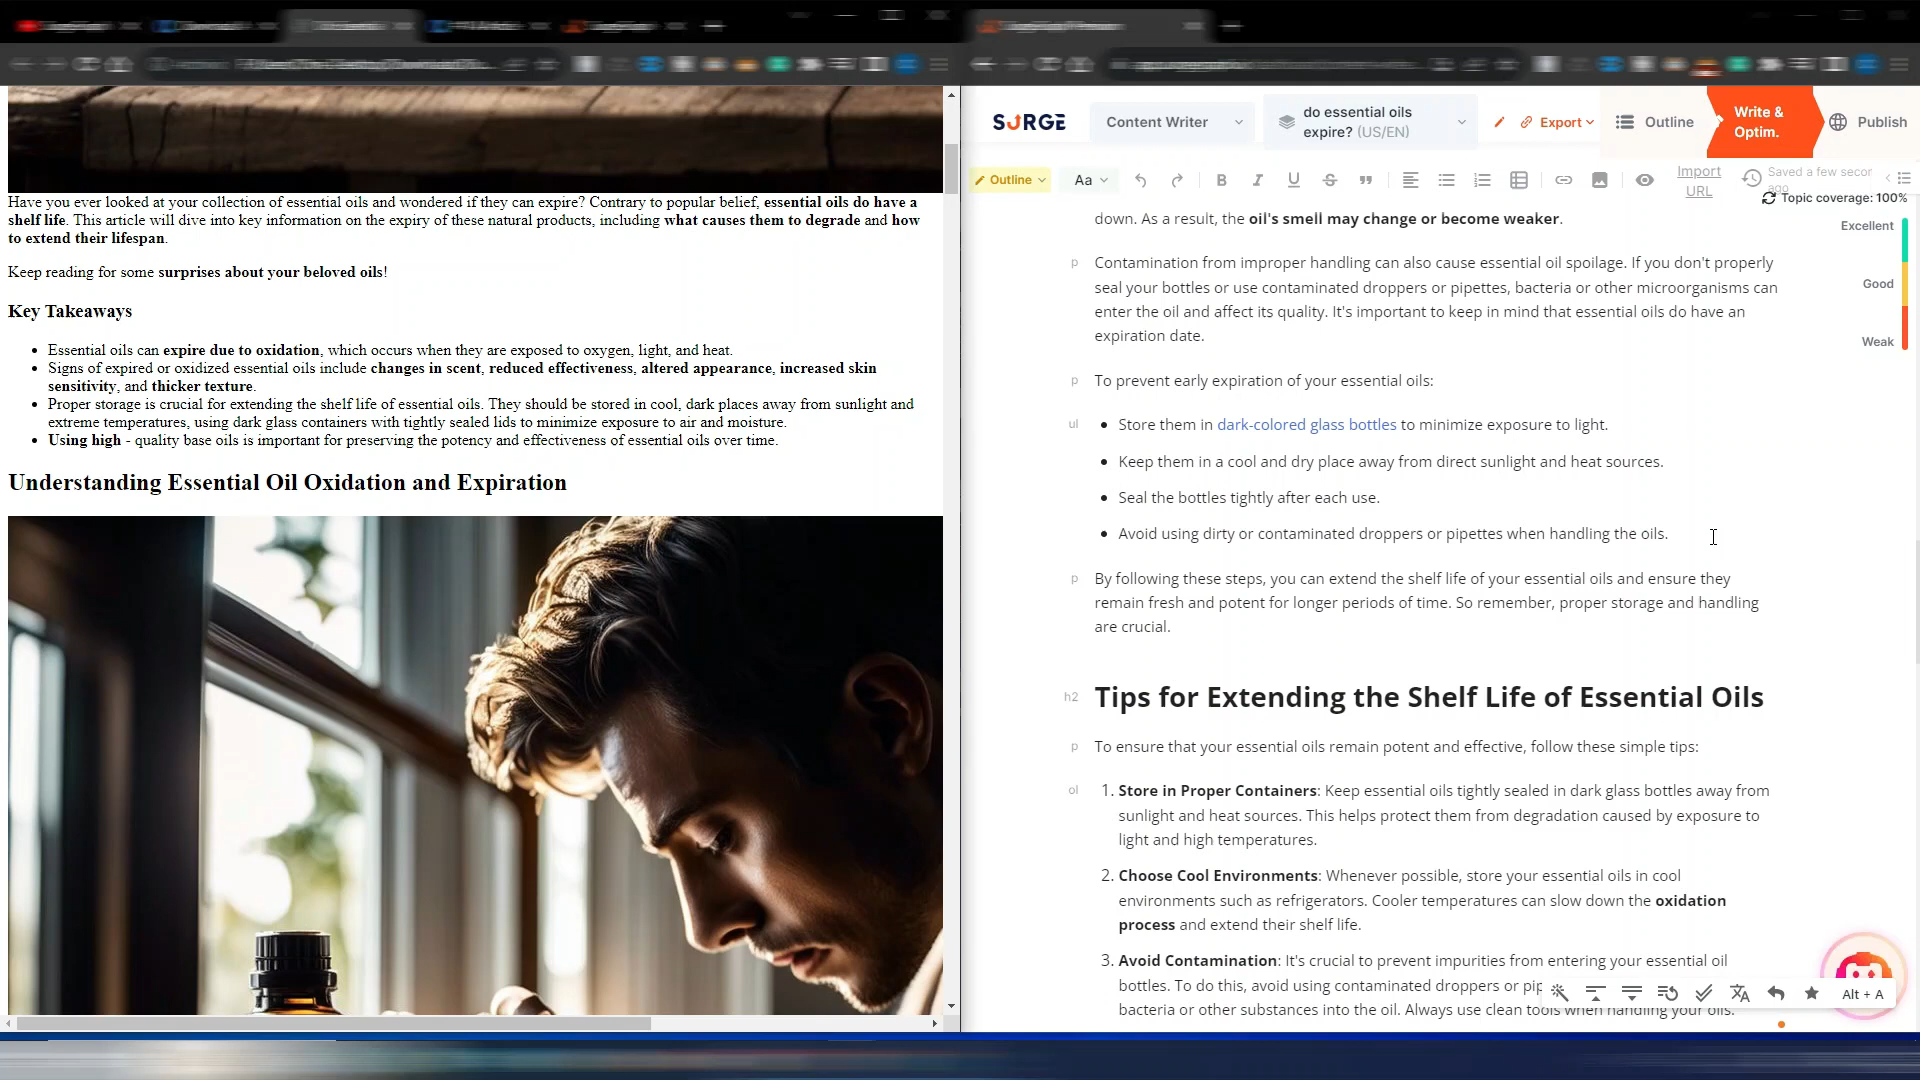 Have you ever looked at your collection of essential oils and wondered if they can expire? Contrary to popular belief, essential oils do have a
shelf life. This article will dive into key information on the expiry of these natural products, including what causes them to degrade and how
to extend their lifespan.
Keep reading for some surprises about your beloved oils!
Key Takeaways
• Essential oils can expire due to oxidation, which occurs when they are exposed to oxygen, light, and heat.
• Signs of expired or oxidized essential oils include changes in scent, reduced effectiveness, altered appearance, increased skin
sensitivity, and thicker texture.
• Proper storage is crucial for extending the shelf life of essential oils. They should be stored in cool, dark places away from sunlight and
extreme temperatures, using dark glass containers with tightly sealed lids to minimize exposure to air and moisture.
• Using high - quality base oils is important for preserving the potency and effectiveness of essential oils over time.
Understanding Essential Oil Oxidation and Expiration
SURGE
Content Writer
do essential oils
expire? (US/EN)
Export
Outline
Write &
Optim.
Publish
Outline
Aa
Import
URL
Saved a few secor
ago
Topic coverage: 100%
Excellent
Good
Weak
down. As a result, the oil's smell may change or become weaker.
p Contamination from improper handling can also cause essential oil spoilage. If you don't properly
seal your bottles or use contaminated droppers or pipettes, bacteria or other microorganisms can
enter the oil and affect its quality. It's important to keep in mind that essential oils do have an
expiration date.
p To prevent early expiration of your essential oils:
ul • Store them in dark-colored glass bottles to minimize exposure to light.
• Keep them in a cool and dry place away from direct sunlight and heat sources.
• Seal the bottles tightly after each use.
• Avoid using dirty or contaminated droppers or pipettes when handling the oils.
p By following these steps, you can extend the shelf life of your essential oils and ensure they
remain fresh and potent for longer periods of time. So remember, proper storage and handling
are crucial.
h2 Tips for Extending the Shelf Life of Essential Oils
p To ensure that your essential oils remain potent and effective, follow these simple tips:
ol 1. Store in Proper Containers: Keep essential oils tightly sealed in dark glass bottles away from
sunlight and heat sources. This helps protect them from degradation caused by exposure to
light and high temperatures.
2. Choose Cool Environments: Whenever possible, store your essential oils in cool
environments such as refrigerators. Cooler temperatures can slow down the oxidation
process and extend their shelf life.
3. Avoid Contamination: It's crucial to prevent impurities from entering your essential oil
bottles. To do this, avoid using contaminated droppers or pip
bacteria or other substances into the oil. Always use clean tools when handling your oils.
Alt + A